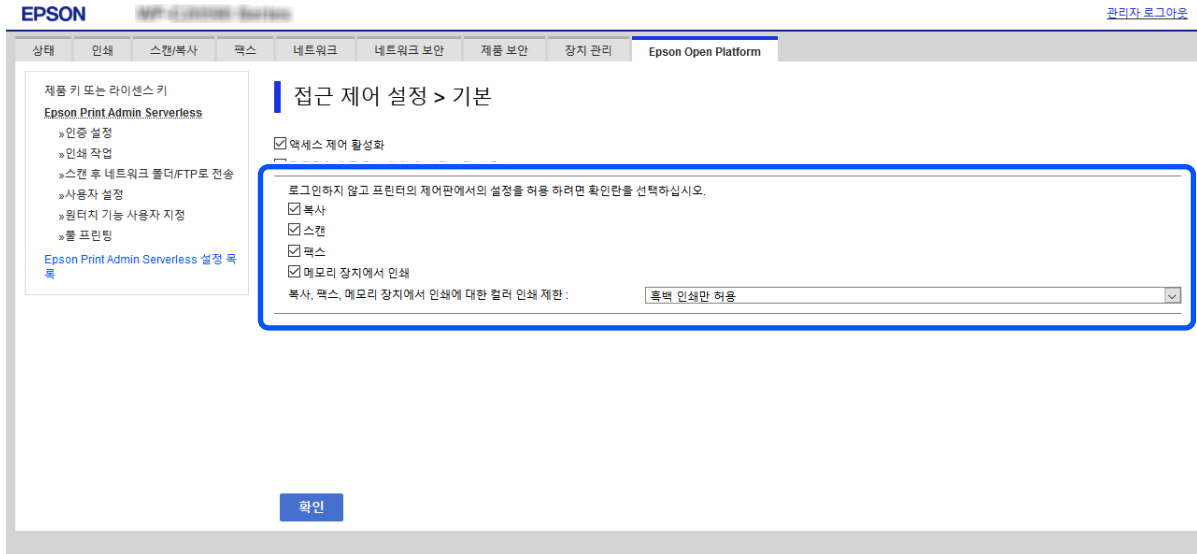 EPSON
관리자 로그아웃
상태 인쇄 스캔/복사 팩스 네트워크 네트워크 보안 제품 보안 장치 관리 Epson Open Platform
제품 키 또는 라이센스 키
Epson Print Admin Serverless
»인증 설정
»인쇄 작업
»스캔 후 네트워크 폴더/FTP로 전송
»사용자 설정
»원터치 기능 사용자 지정
»풀 프린팅
Epson Print Admin Serverless 설정 목
록
접근 제어 설정 > 기본
액세스 제어 활성화
로그인하지 않고 프린터의 제어판에서의 설정을 허용 하려면 확인란을 선택하십시오.
복사
스캔
팩스
메모리 장치에서 인쇄
복사, 팩스, 메모리 장치에서 인쇄에 대한 컬러 인쇄 제한 : 흑백 인쇄만 허용
확인